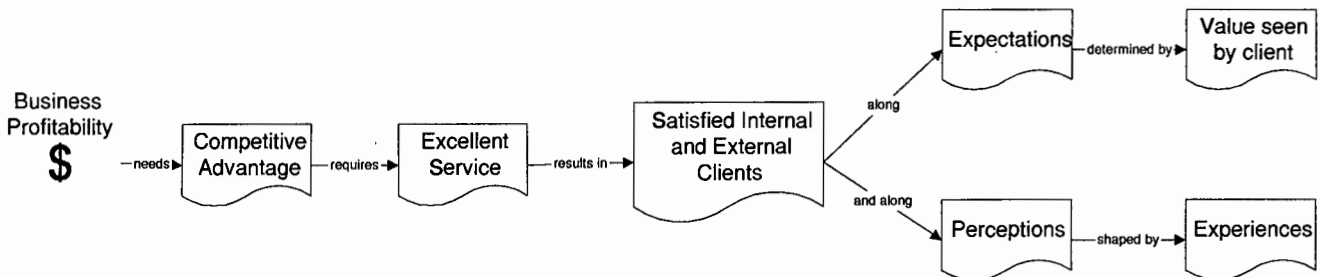 Business
Profitability
$
needs
Competitive
Advantage
requires
Excellent
Service
results in
Satisfied Internal
and External
Clients
along
Expectations
determined by
Value seen
by client
and along
Perceptions
shaped by
Experiences